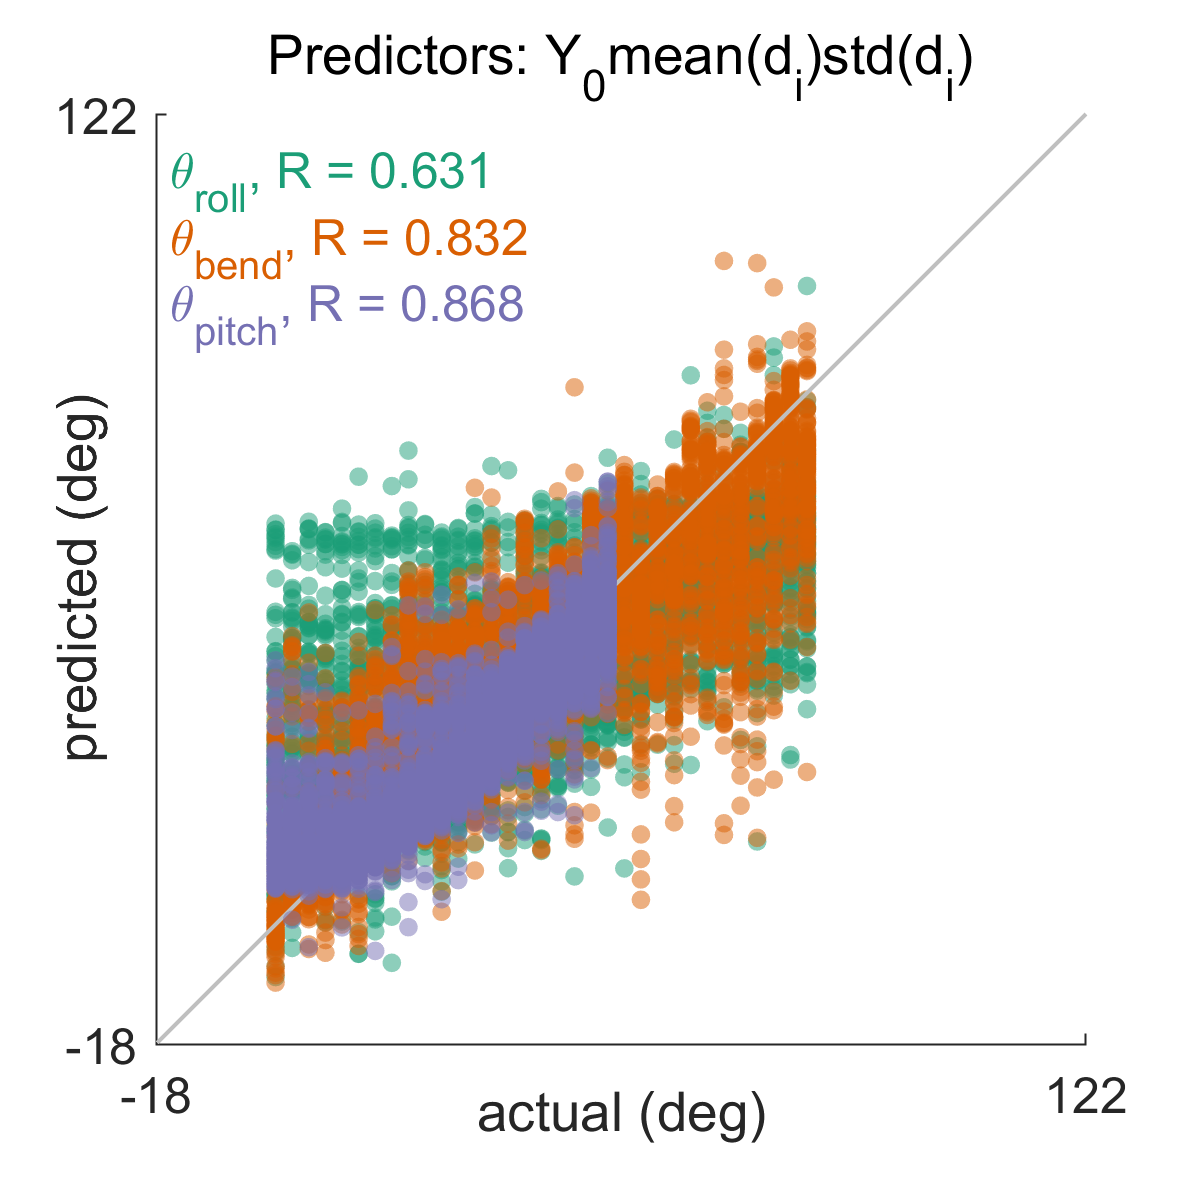 Predictors: Y₀mean(dᵢ)std(dᵢ)
122
θroll, R = 0.631
θbend, R = 0.832
θpitch, R = 0.868
predicted (deg)
-18
-18
122
actual (deg)